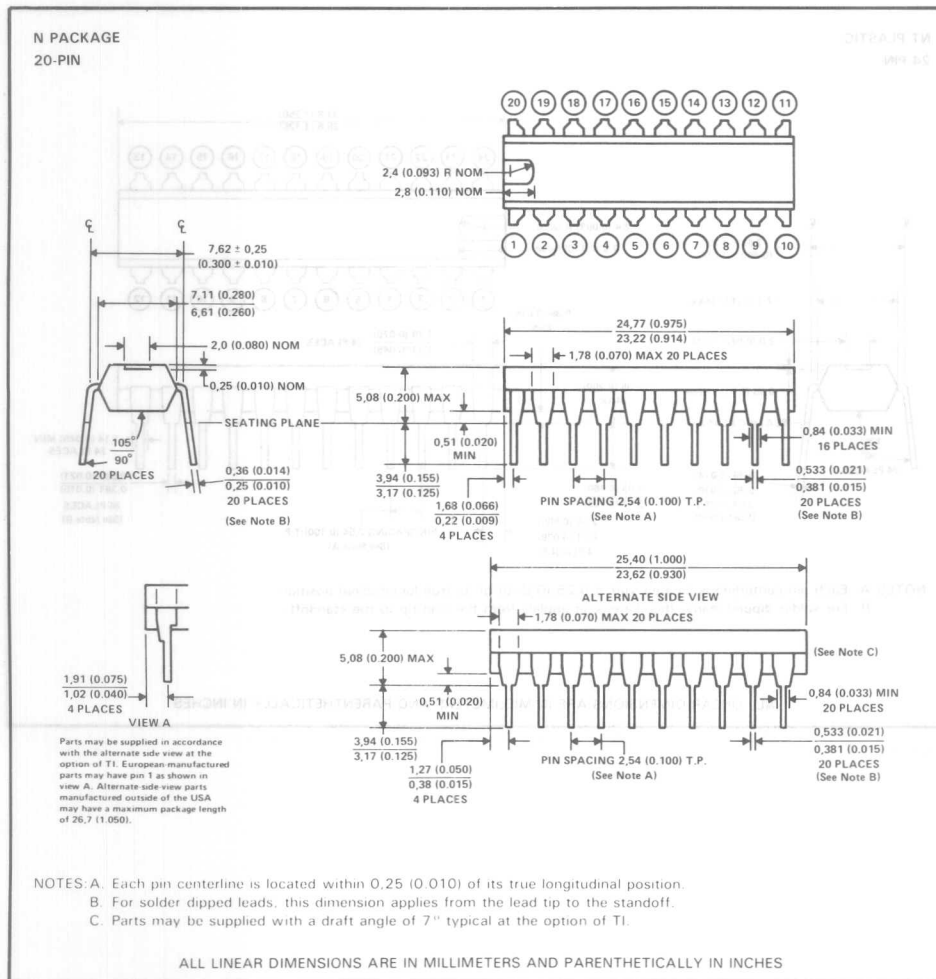 N PACKAGE
20-PIN
NT PLASTIC
24 PIN
20 19 18 17 16 15 14 13 12 11
2,4 (0.093) R NOM
2,8 (0.110) NOM
1 2 3 4 5 6 7 8 9 10
℄ ℄
7,62 ± 0,25
(0.300 ± 0.010)
7,11 (0.280)
6,61 (0.260)
2,0 (0.080) NOM
0,25 (0.010) NOM
SEATING PLANE
105°
90°
20 PLACES
0,36 (0.014)
0,25 (0.010)
20 PLACES
(See Note B)
24,77 (0.975)
23,22 (0.914)
1,78 (0.070) MAX 20 PLACES
5,08 (0.200) MAX
0,51 (0.020)
MIN
3,94 (0.155)
3,17 (0.125)
1,68 (0.066)
0,22 (0.009)
4 PLACES
PIN SPACING 2,54 (0.100) T.P.
(See Note A)
0,84 (0.033) MIN
16 PLACES
0,533 (0.021)
0,381 (0.015)
20 PLACES
(See Note B)
25,40 (1.000)
23,62 (0.930)
ALTERNATE SIDE VIEW
1,78 (0.070) MAX 20 PLACES
(See Note C)
5,08 (0.200) MAX
0,51 (0.020)
MIN
3,94 (0.155)
3,17 (0.125)
1,27 (0.050)
0,38 (0.015)
4 PLACES
PIN SPACING 2,54 (0.100) T.P.
(See Note A)
0,84 (0.033) MIN
20 PLACES
0,533 (0.021)
0,381 (0.015)
20 PLACES
(See Note B)
1,91 (0.075)
1,02 (0.040)
4 PLACES
VIEW A
Parts may be supplied in accordance
with the alternate side view at the
option of TI. European-manufactured
parts may have pin 1 as shown in
view A. Alternate-side-view parts
manufactured outside of the USA
may have a maximum package length
of 26,7 (1.050).
NOTES: A. Each pin centerline is located within 0,25 (0.010) of its true longitudinal position.
B. For solder dipped leads, this dimension applies from the lead tip to the standoff.
C. Parts may be supplied with a draft angle of 7° typical at the option of TI.
ALL LINEAR DIMENSIONS ARE IN MILLIMETERS AND PARENTHETICALLY IN INCHES